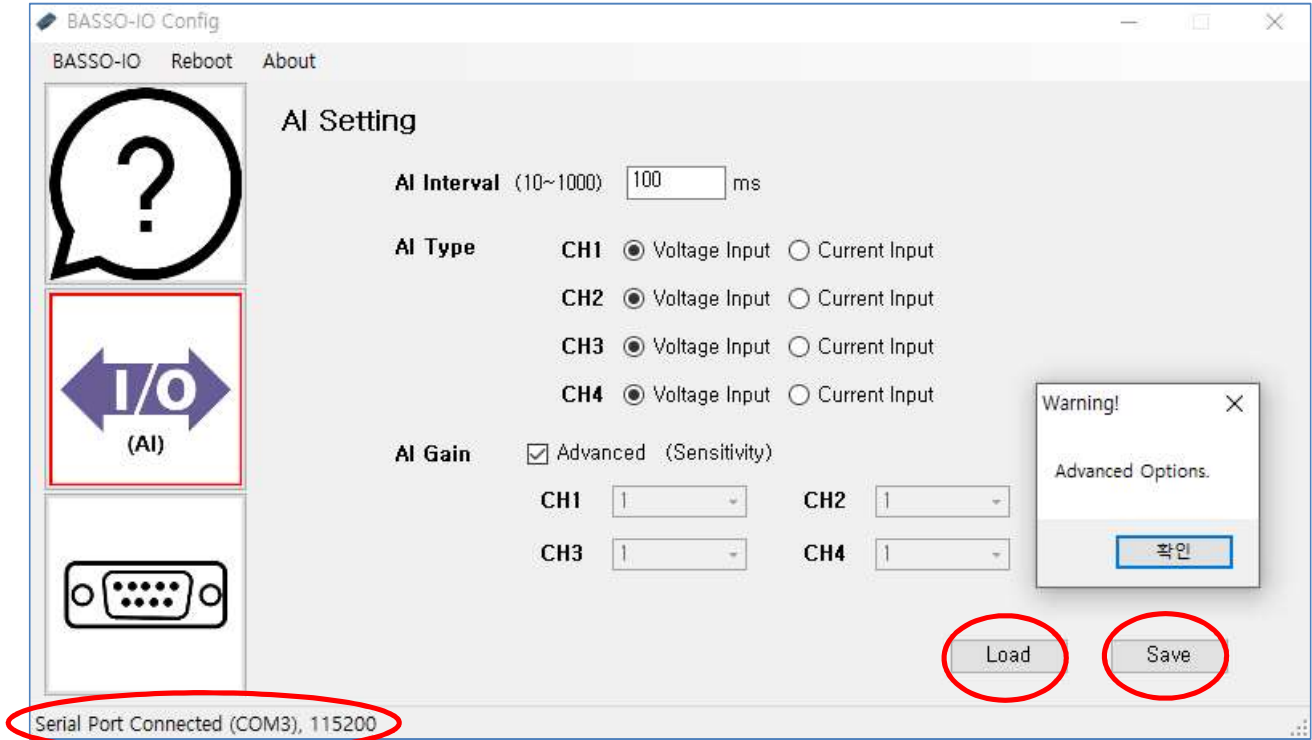 BASSO-IO Config
BASSO-IO Reboot About
?
AI Setting
AI Interval (10~1000) 100 ms
AI Type CH1 Voltage Input Current Input
CH2 Voltage Input Current Input
CH3 Voltage Input Current Input
CH4 Voltage Input Current Input
I/O
(AI)
AI Gain Advanced (Sensitivity)
CH1 1 CH2 1
CH3 1 CH4 1
Warning!
Advanced Options.
확인
Load Save
Serial Port Connected (COM3), 115200